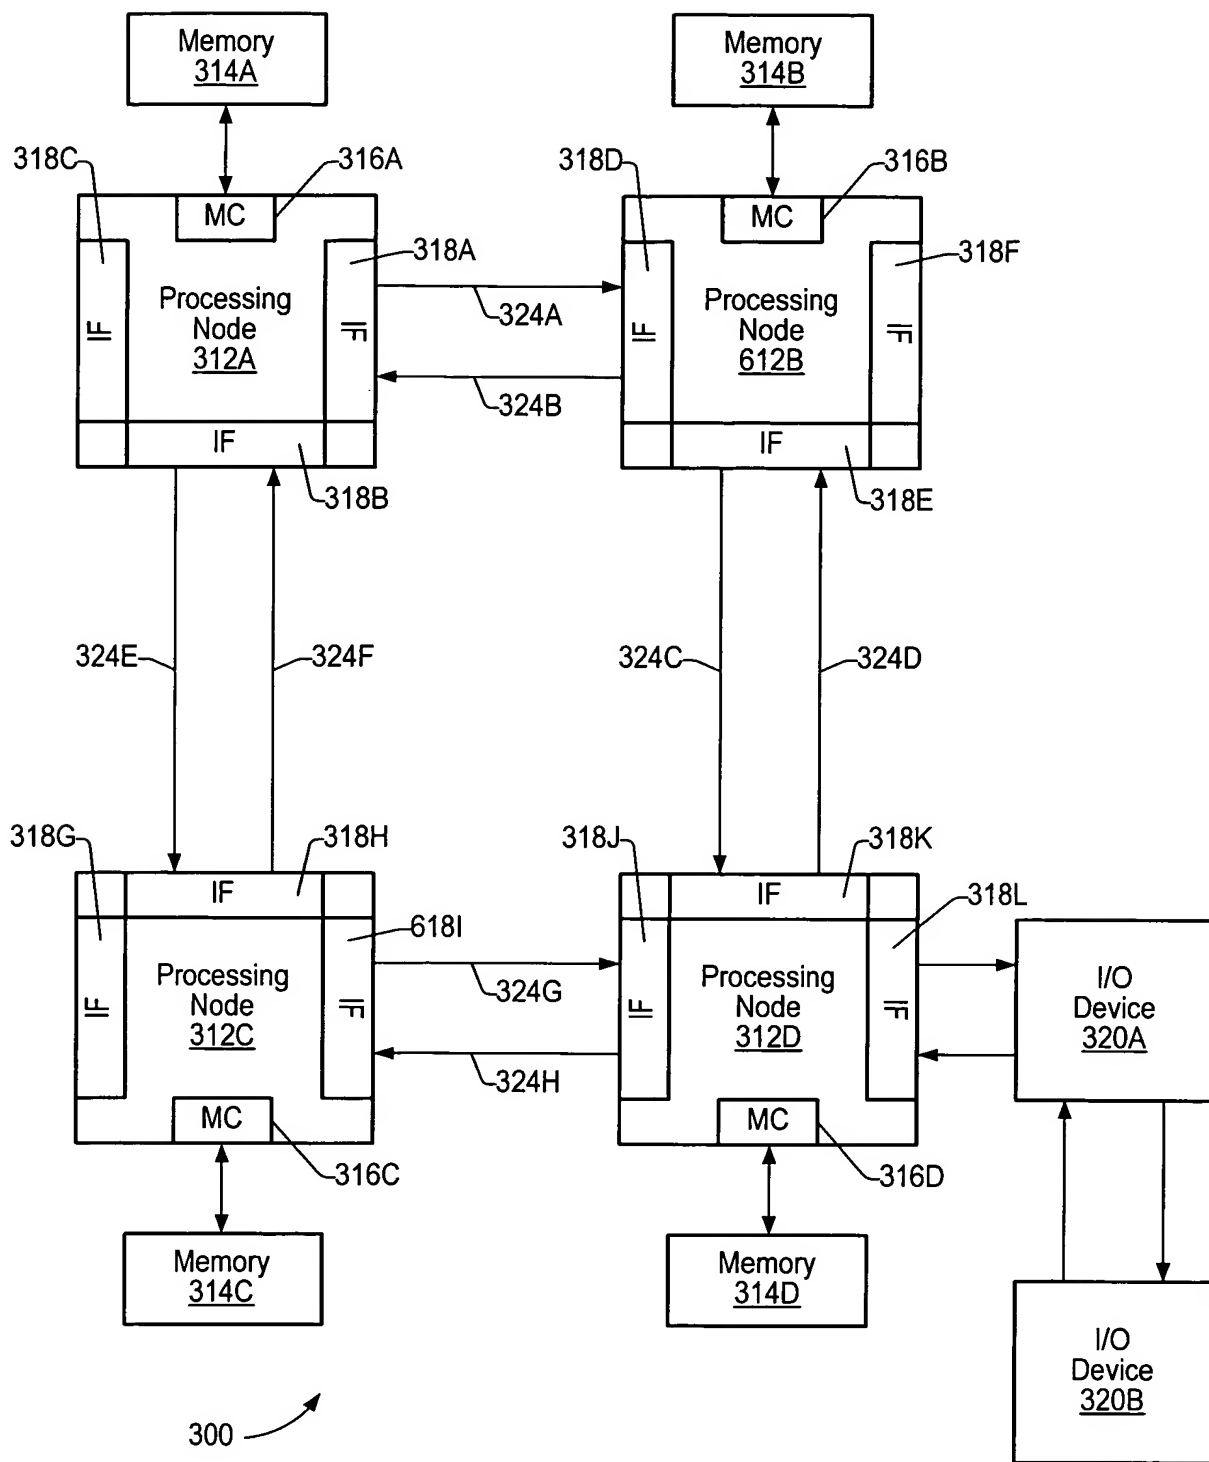 Memory
314A
Memory
314B
318C
316A
318D
316B
MC
MC
318A
318F
Processing
Node
312A
IF
IF
324A
Processing
Node
612B
IF
IF
324B
IF
IF
318B
318E
324E
324F
324C
324D
318G
318H
318J
318K
IF
IF
318L
618I
Processing
Node
312C
IF
IF
324G
Processing
Node
312D
IF
IF
I/O
Device
320A
324H
MC
MC
316C
316D
Memory
314C
Memory
314D
I/O
Device
320B
300